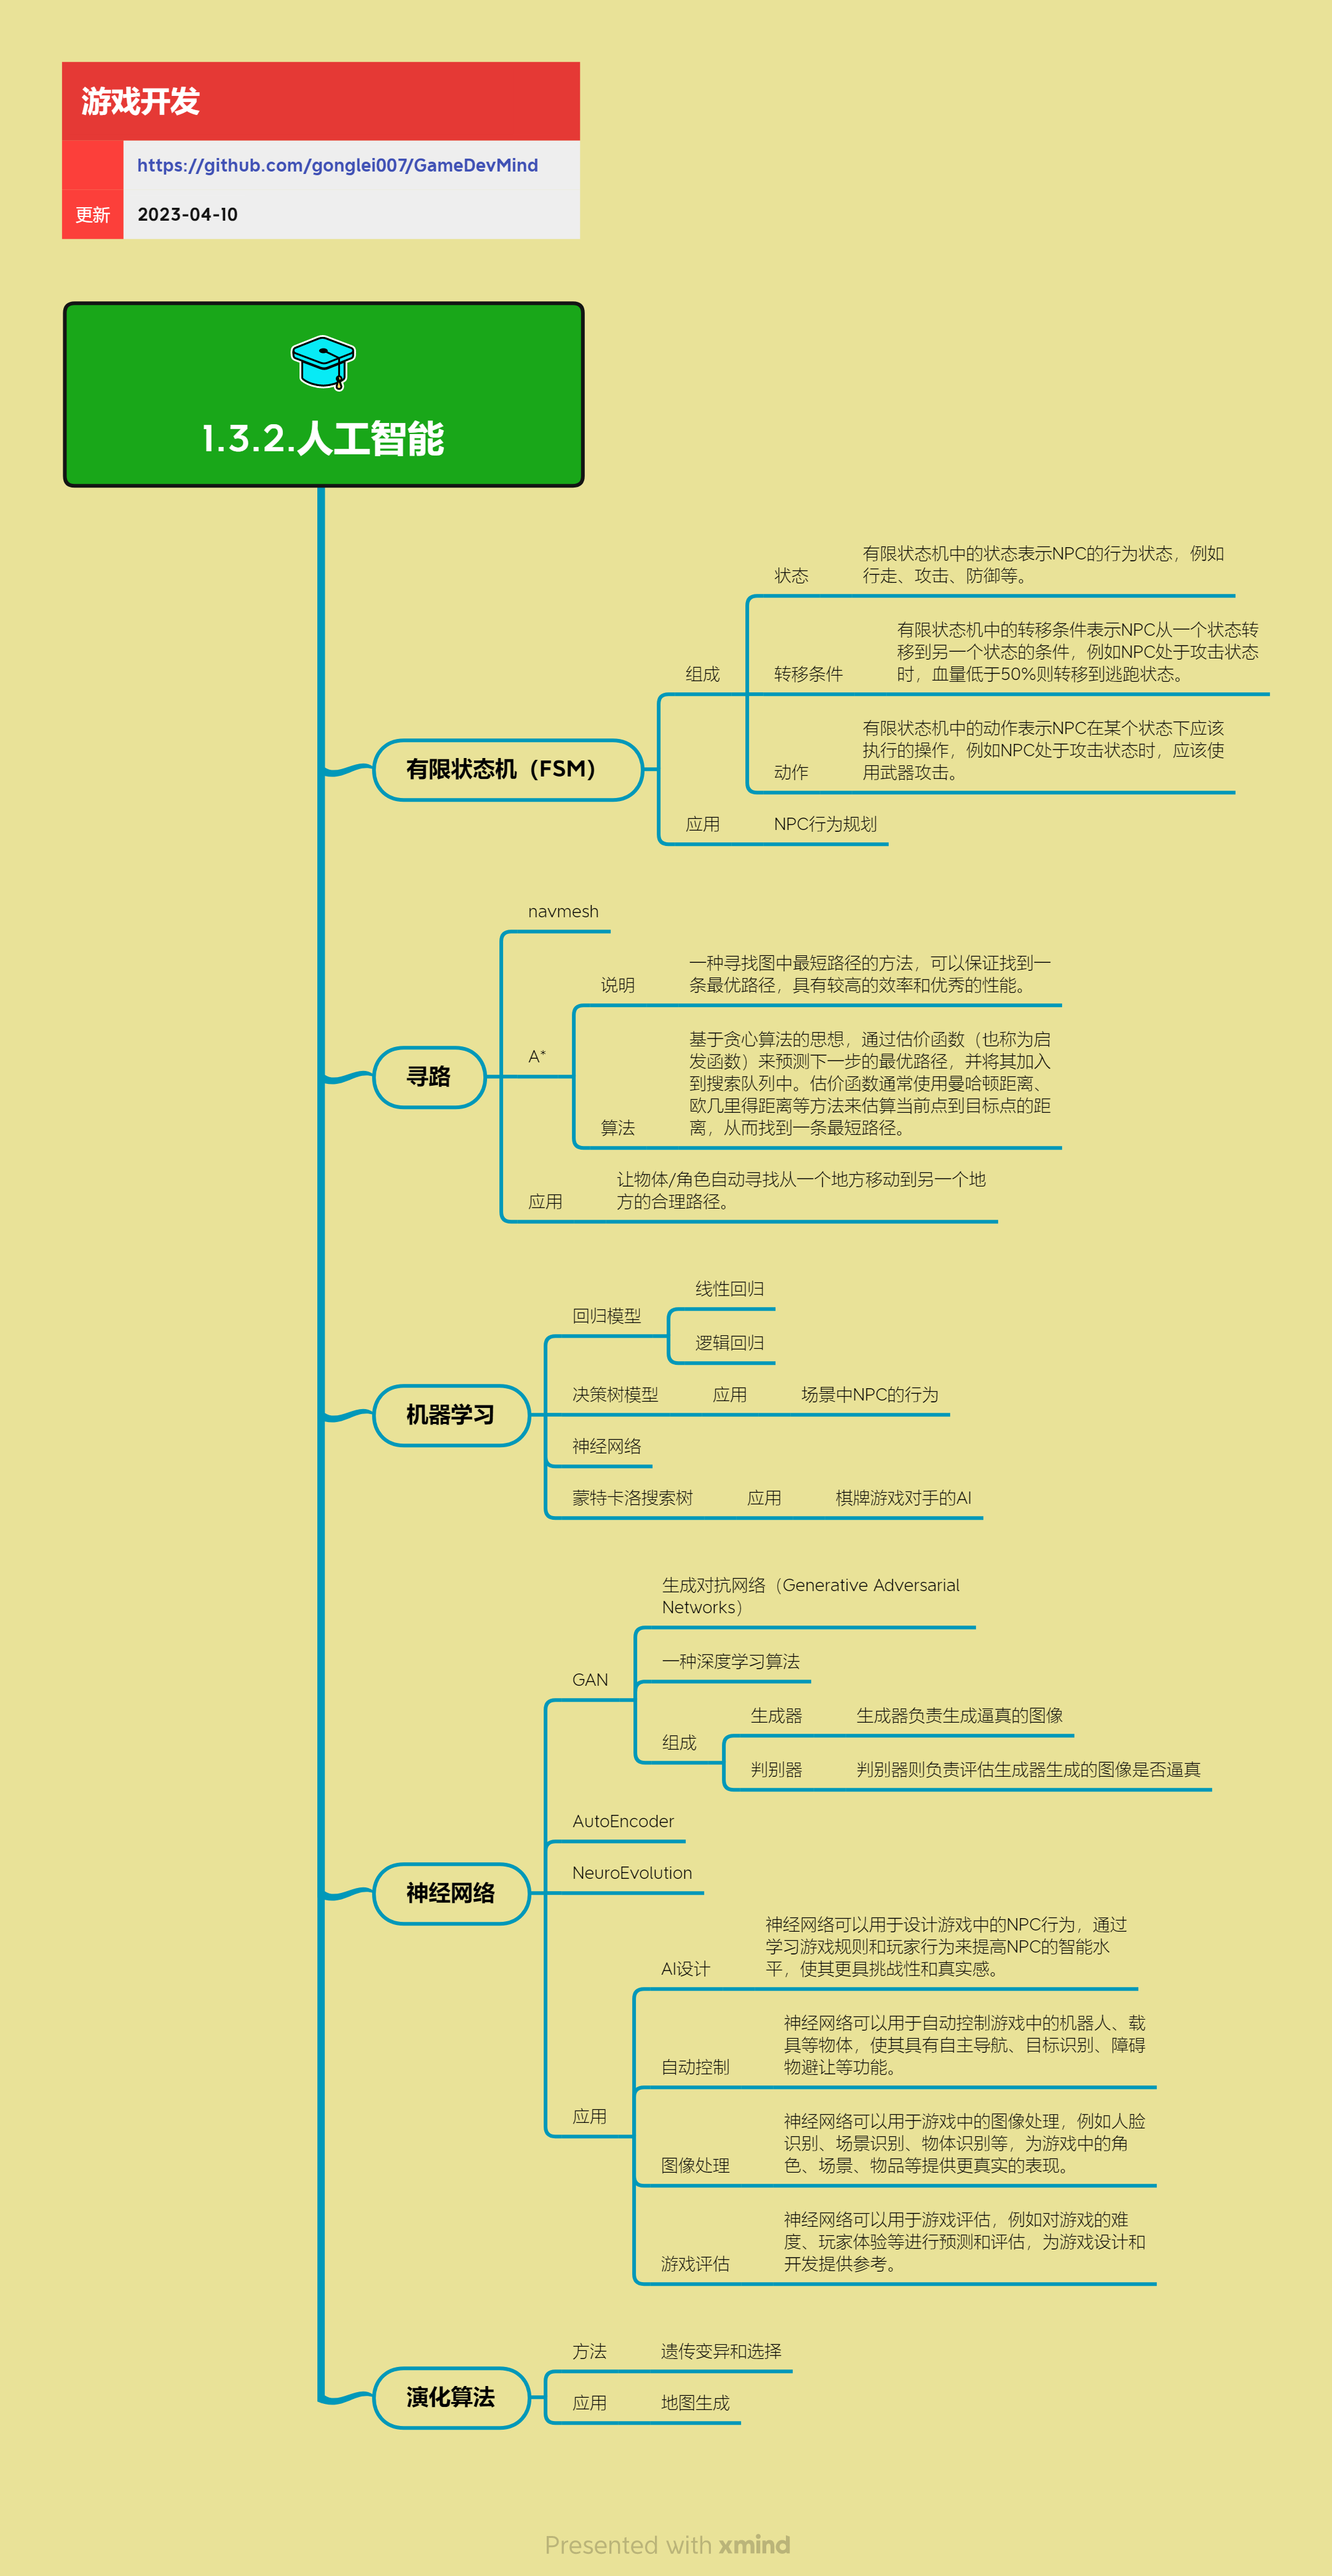 游戏开发
https://github.com/gonglei007/GameDevMind
更新 2023-04-10
1.3.2.人工智能
有限状态机（FSM）
组成
状态
有限状态机中的状态表示NPC的行为状态，例如
行走、攻击、防御等。
转移条件
有限状态机中的转移条件表示NPC从一个状态转
移到另一个状态的条件，例如NPC处于攻击状态
时，血量低于50%则转移到逃跑状态。
动作
有限状态机中的动作表示NPC在某个状态下应该
执行的操作，例如NPC处于攻击状态时，应该使
用武器攻击。
应用
NPC行为规划
寻路
navmesh
A*
说明
一种寻找图中最短路径的方法，可以保证找到一
条最优路径，具有较高的效率和优秀的性能。
算法
基于贪心算法的思想，通过估价函数（也称为启
发函数）来预测下一步的最优路径，并将其加入
到搜索队列中。估价函数通常使用曼哈顿距离、
欧几里得距离等方法来估算当前点到目标点的距
离，从而找到一条最短路径。
应用
让物体/角色自动寻找从一个地方移动到另一个地
方的合理路径。
机器学习
回归模型
线性回归
逻辑回归
决策树模型
应用
场景中NPC的行为
神经网络
蒙特卡洛搜索树
应用
棋牌游戏对手的AI
神经网络
GAN
生成对抗网络（Generative Adversarial
Networks）
一种深度学习算法
组成
生成器
生成器负责生成逼真的图像
判别器
判别器则负责评估生成器生成的图像是否逼真
AutoEncoder
NeuroEvolution
应用
AI设计
神经网络可以用于设计游戏中的NPC行为，通过
学习游戏规则和玩家行为来提高NPC的智能水
平，使其更具挑战性和真实感。
自动控制
神经网络可以用于自动控制游戏中的机器人、载
具等物体，使其具有自主导航、目标识别、障碍
物避让等功能。
图像处理
神经网络可以用于游戏中的图像处理，例如人脸
识别、场景识别、物体识别等，为游戏中的角
色、场景、物品等提供更真实的表现。
游戏评估
神经网络可以用于游戏评估，例如对游戏的难
度、玩家体验等进行预测和评估，为游戏设计和
开发提供参考。
演化算法
方法
遗传变异和选择
应用
地图生成
Presented with xmind